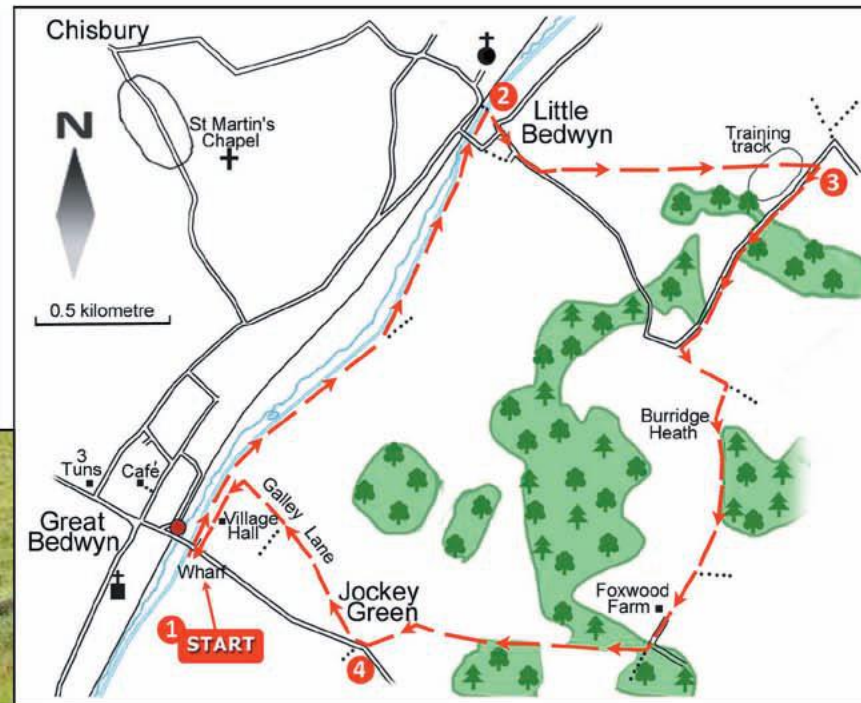 Chisbury
N
St Martin's
Chapel
0.5 kilometre
2
Little
Bedwyn
Training
track
3
Burridge
Heath
3
Tuns
Café
Great
Bedwyn
Village
Hall
Galley Lane
Wharf
1
START
Jockey
Green
4
Foxwood
Farm